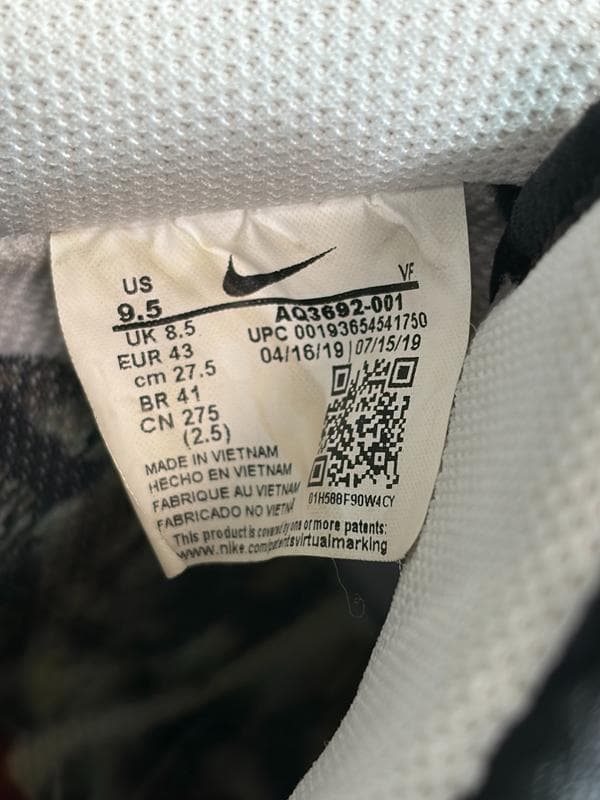 US
9.5
UK 8.5
EUR 43
cm 27.5
BR 41
CN 275
(2.5)
VF
AQ3692-001
UPC 00193654541750
04/16/19 | 07/15/19
01H588F90W4CY
MADE IN VIETNAM
HECHO EN VIETNAM
FABRIQUE AU VIETNAM
FABRICADO NO VIETNA
This product is covered by one or more patents:
www.nike.com/patentsvirtualmarking